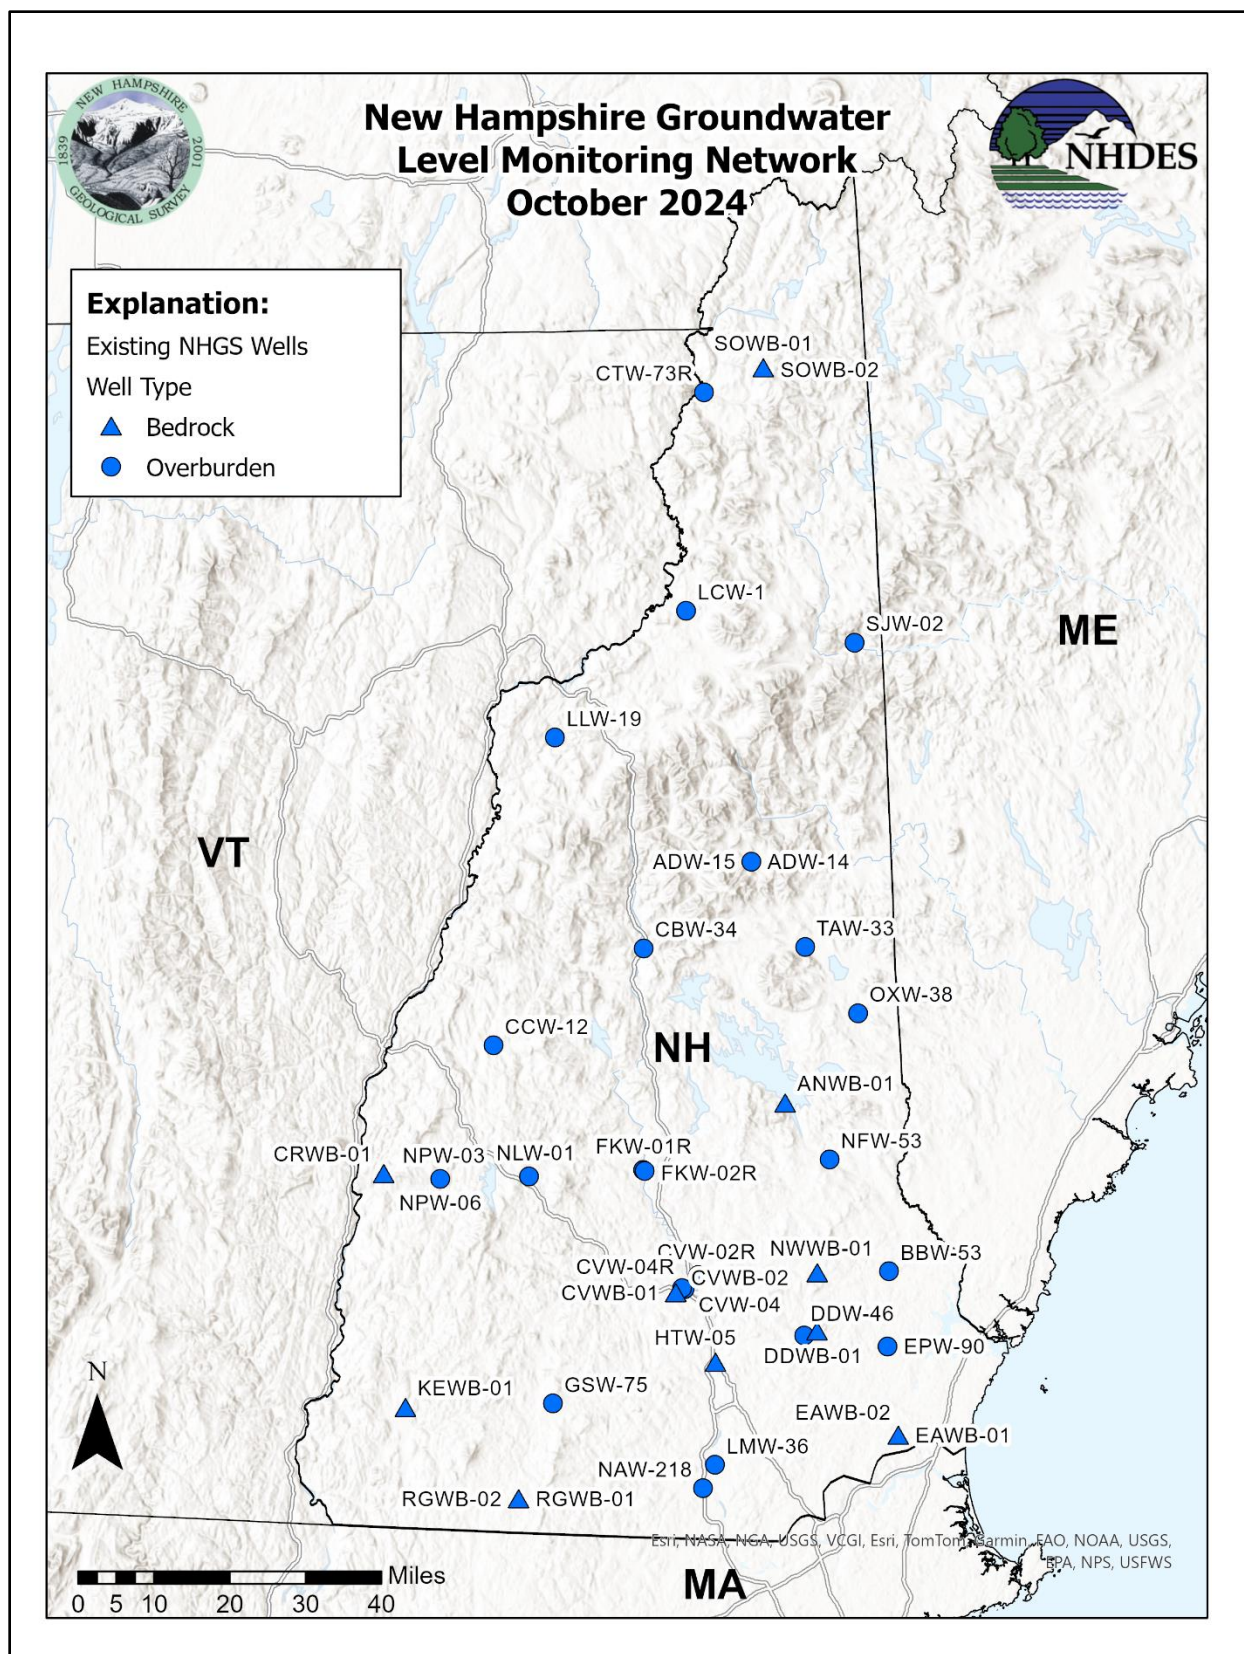 NEW HAMPSHIRE
1839
2001
GEOLOGICAL SURVEY
New Hampshire Groundwater
Level Monitoring Network
October 2024
NHDES
Explanation:
Existing NHGS Wells
Well Type
Bedrock
Overburden
SOWB-01
CTW-73R
SOWB-02
LCW-1
SJW-02
ME
LLW-19
VT
ADW-15
ADW-14
CBW-34
TAW-33
OXW-38
CCW-12
NH
ANWB-01
CRWB-01
NPW-03
NLW-01
FKW-01R
NFW-53
FKW-02R
NPW-06
CVW-02R
NWWB-01
BBW-53
CVW-04R
CVWB-02
CVWB-01
CVW-04
DDW-46
HTW-05
DDWB-01
EPW-90
N
KEWB-01
GSW-75
EAWB-02
EAWB-01
LMW-36
NAW-218
RGWB-02
RGWB-01
Esri, NASA, NGA, USGS, VCGI, Esri, TomTom, Garmin, FAO, NOAA, USGS,
EPA, NPS, USFWS
Miles
0 5 10 20 30 40
MA